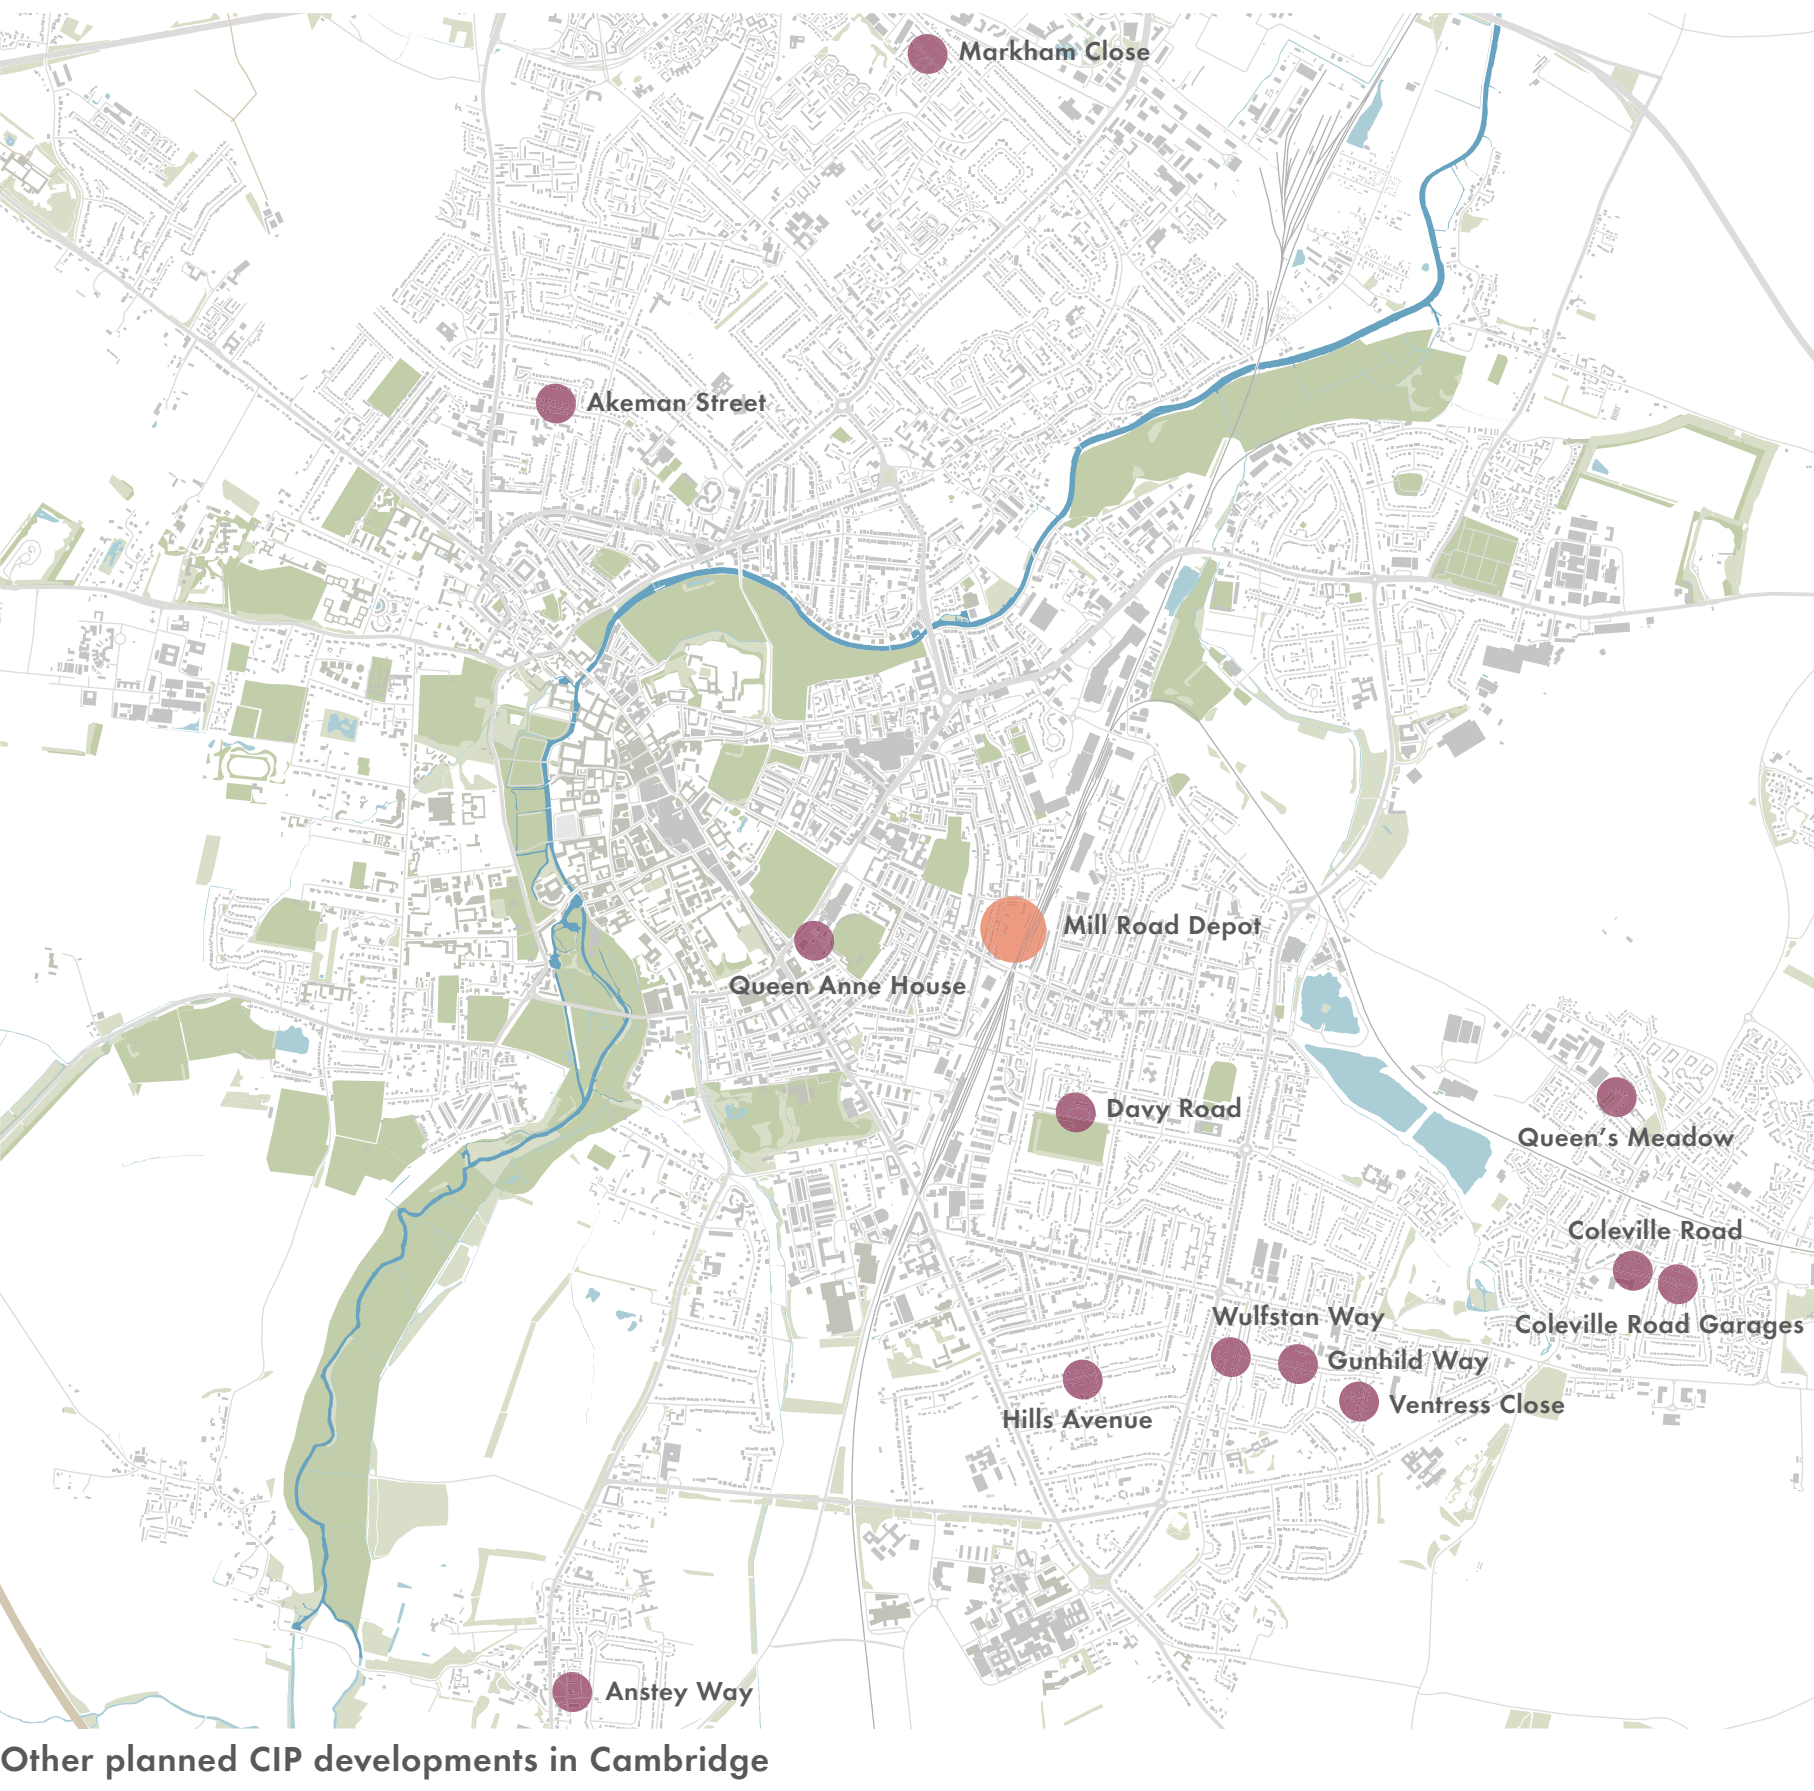 Markham Close
Akeman Street
Mill Road Depot
Queen Anne House
Davy Road
Queen’s Meadow
Coleville Road
Wulfstan Way
Coleville Road Garages
Gunhild Way
Ventress Close
Hills Avenue
Anstey Way
Other planned CIP developments in Cambridge